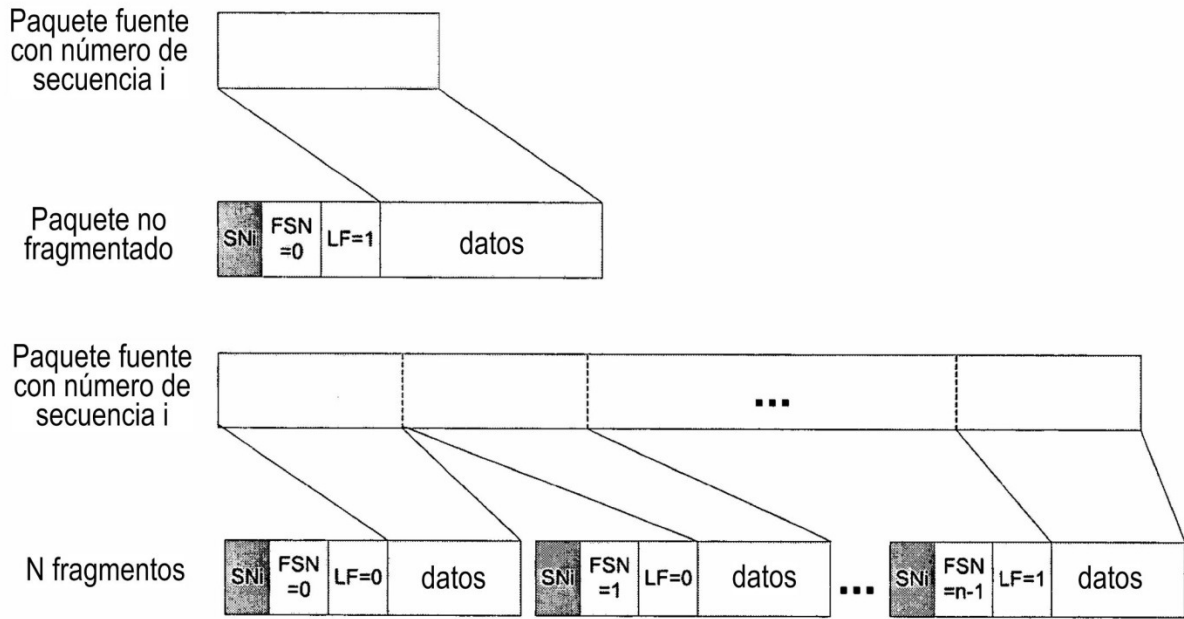 Paquete fuente
con número de
secuencia i
Paquete no
fragmentado
SNi
FSN
=0
LF=1
datos
Paquete fuente
con número de
secuencia i
...
N fragmentos
SNi
FSN
=0
LF=0
datos
SNi
FSN
=1
LF=0
datos
...
SNi
FSN
=n-1
LF=1
datos